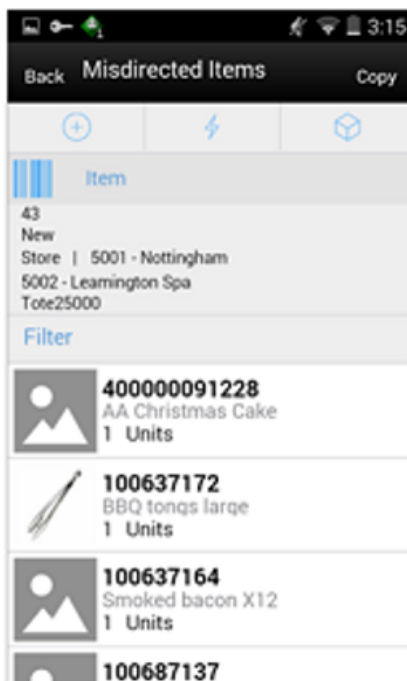 3:15
Back Misdirected Items Copy
Item
43
New
Store | 5001 - Nottingham
5002 - Leamington Spa
Tote25000
Filter
400000091228
AA Christmas Cake
1 Units
100637172
BBQ tongs large
1 Units
100637164
Smoked bacon X12
1 Units
100687137